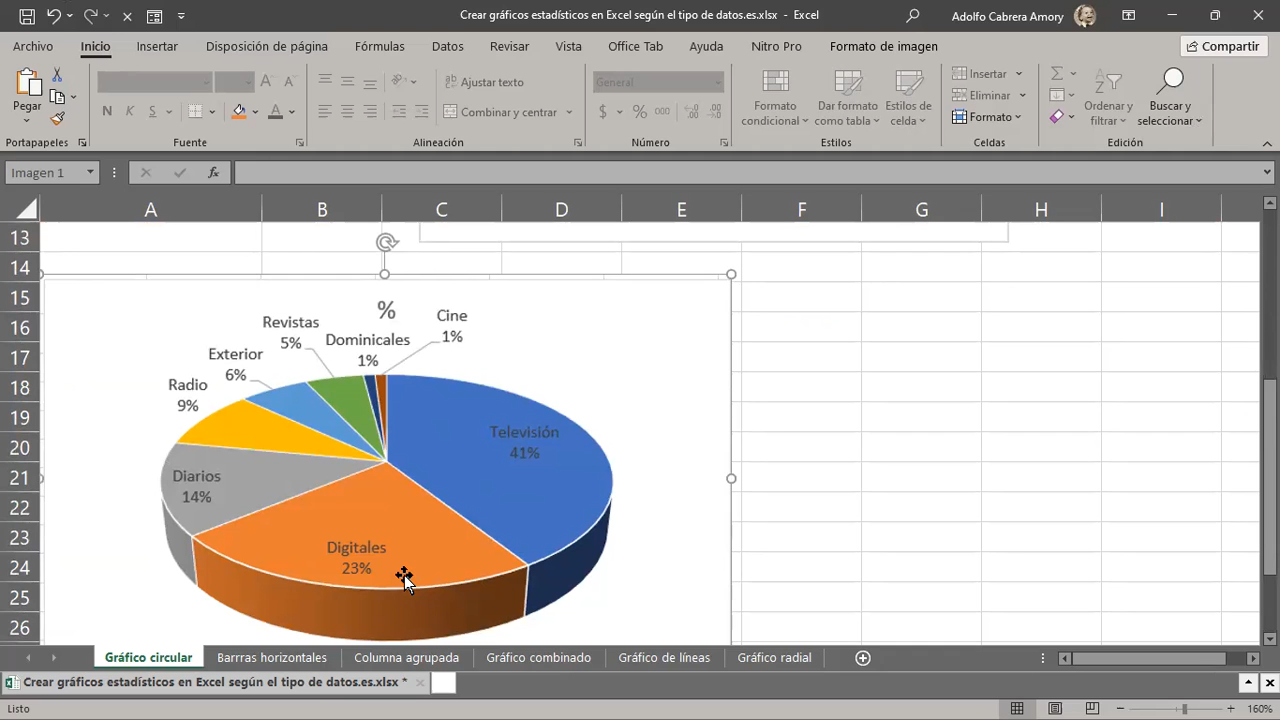 Crear gráficos estadísticos en Excel según el tipo de datos.es.xlsx - Excel
Adolfo Cabrera Amory
Archivo Inicio Insertar Disposición de página Fórmulas Datos Revisar Vista Office Tab Ayuda Nitro Pro Formato de imagen Compartir
Pegar
N K S
A A
Ajustar texto
Combinar y centrar
General
$ % 000
Formato condicional
Dar formato como tabla
Estilos de celda
Insertar
Eliminar
Formato
Ordenar y filtrar
Buscar y seleccionar
Portapapeles Fuente Alineación Número Estilos Celdas Edición
Imagen 1 fx
A B C D E F G H I
13
14
15
16
17
18
19
20
21
22
23
24
25
26
%
Cine
1%
Revistas
5%
Dominicales
1%
Exterior
6%
Radio
9%
Televisión
41%
Diarios
14%
Digitales
23%
Gráfico circular Barrras horizontales Columna agrupada Gráfico combinado Gráfico de líneas Gráfico radial
Crear gráficos estadísticos en Excel según el tipo de datos.es.xlsx *
Listo
160%